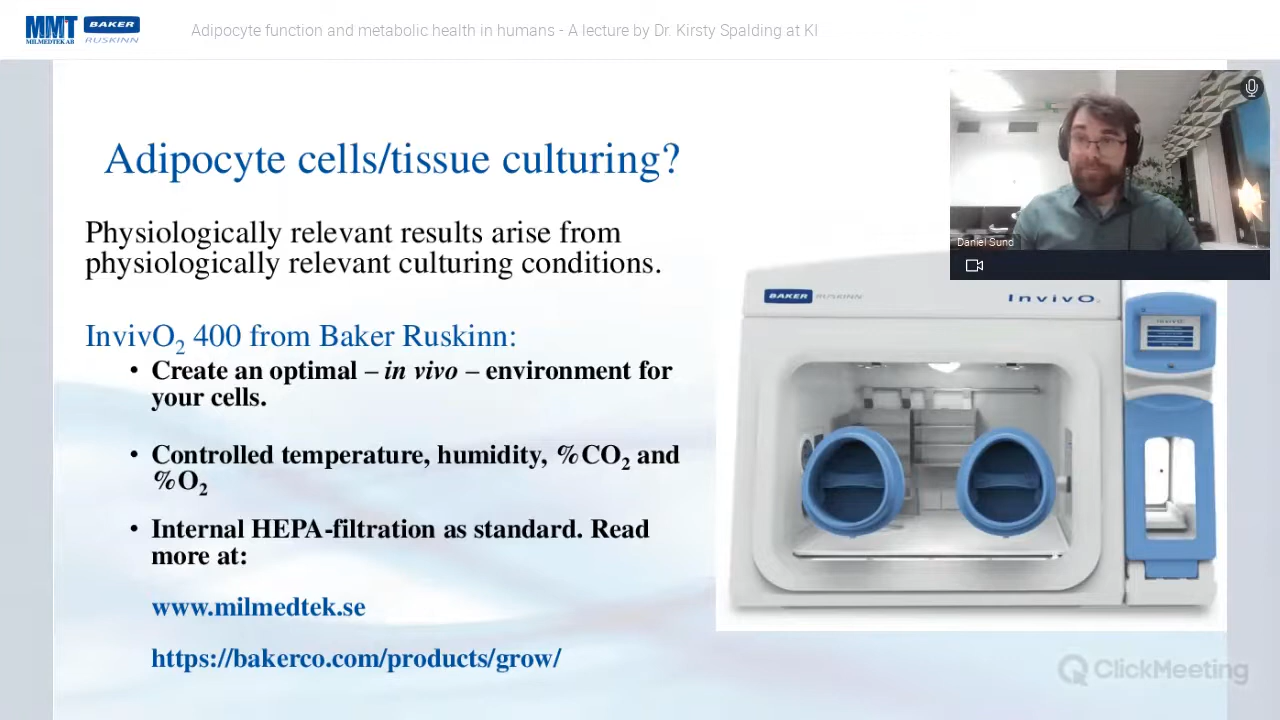 MMT
MILMEDTEK AB
BAKER
RUSKINN
Adipocyte function and metabolic health in humans - A lecture by Dr. Kirsty Spalding at KI
Adipocyte cells/tissue culturing?
Physiologically relevant results arise from
physiologically relevant culturing conditions.
InvivO2 400 from Baker Ruskinn:
• Create an optimal – in vivo – environment for
your cells.
• Controlled temperature, humidity, %CO2 and
%O2
• Internal HEPA-filtration as standard. Read
more at:
www.milmedtek.se
https://bakerco.com/products/grow/
Daniel Sund
BAKER RUSKINN
InvivO2
ClickMeeting